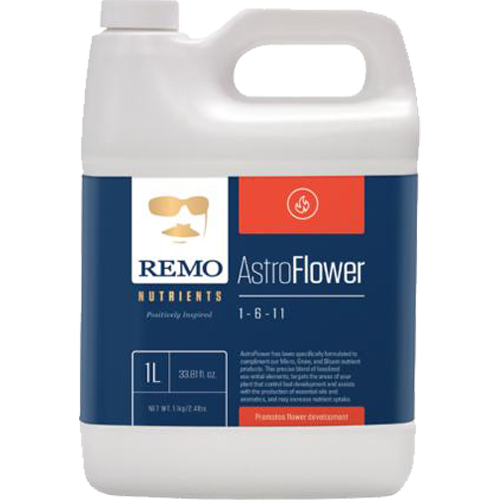 REMO
NUTRIENTS
Positively Inspired
AstroFlower
1-6-11
1L
33.81 fl. oz.
NET WT. 1.1kg/2.4lbs.
AstroFlower has been specifically formulated to
compliment our Micro, Grow, and Bloom nutrient
products. This precise blend of
essential elements, targets the areas of your
plant that control bud development and assists
with the production of essential oils and
aromatics, and may increase nutrient uptake.
Promotes flower development